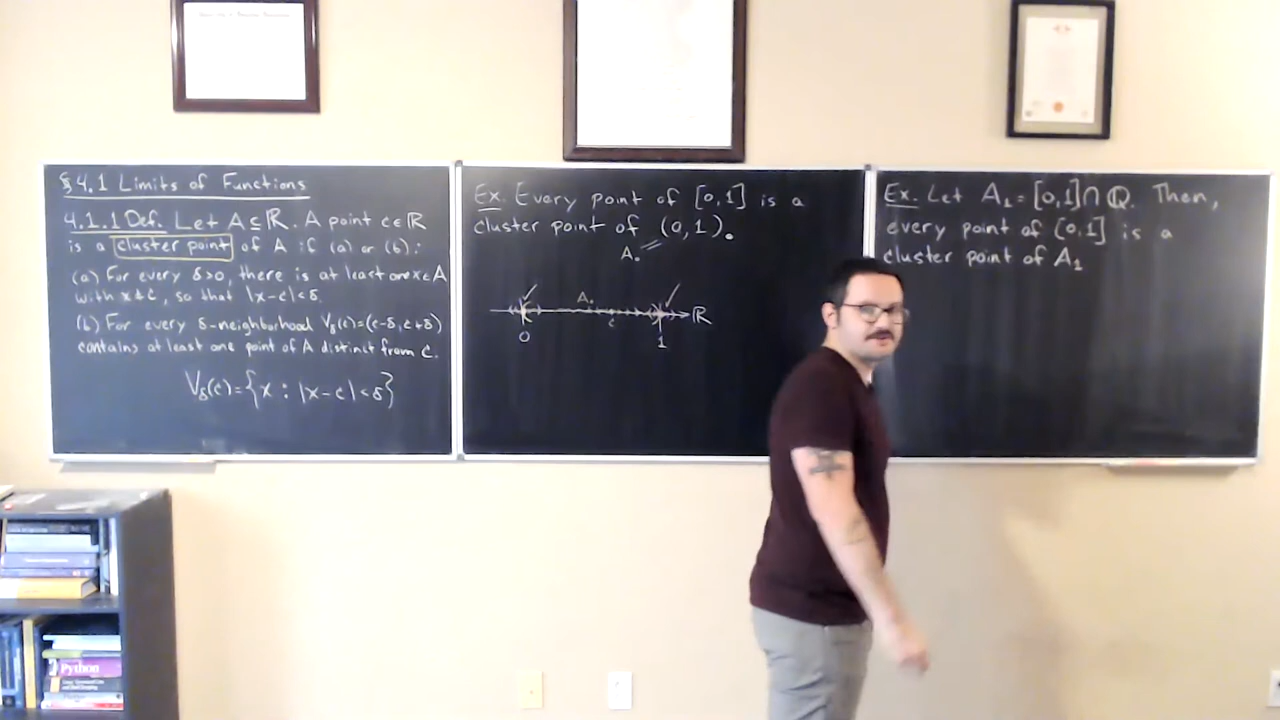 §4.1 Limits of Functions
4.1.1 Def. Let A⊆ℝ. A point c∈ℝ
is a cluster point of A if (a) or (b):
(a) For every δ>0, there is at least one x∈A
with x≠c, so that |x-c|<δ.
(b) For every δ-neighborhood V_δ(c)=(c-δ,c+δ)
contains at least one point of A distinct from c.
V_δ(c)={x : |x-c|<δ}
Ex. Every point of [0,1] is a
cluster point of (0,1).
A₀
A₀
c
ℝ
0
1
Ex. Let A₁=[0,1]∩ℚ. Then,
every point of [0,1] is a
cluster point of A₁
Python